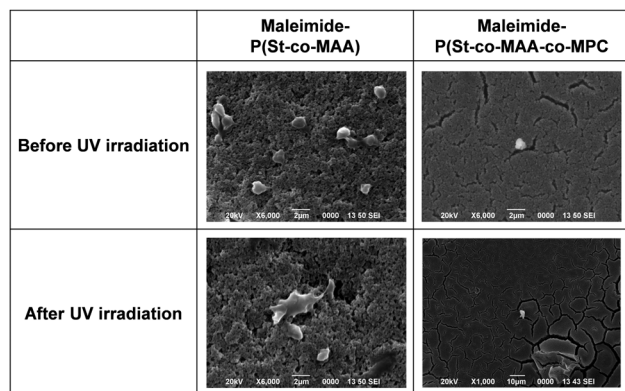 Maleimide-
P(St-co-MAA)
Maleimide-
P(St-co-MAA-co-MPC
Before UV irradiation
20kV X6,000 2μm 0000 13 50 SEI
20kV X6,000 2μm 0000 13 50 SEI
After UV irradiation
20kV X6,000 2μm 0000 13 50 SEI
20kV X1,000 10μm 0000 13 43 SEI